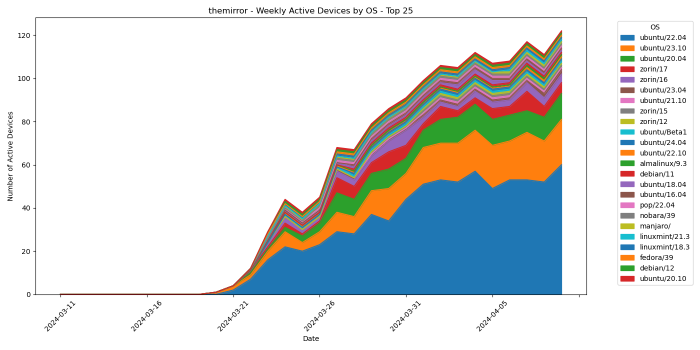 themirror - Weekly Active Devices by OS - Top 25
Number of Active Devices
120
100
80
60
40
20
0
2024-03-11
2024-03-16
2024-03-21
2024-03-26
2024-03-31
2024-04-05
Date
OS
ubuntu/22.04
ubuntu/23.10
ubuntu/20.04
zorin/17
zorin/16
ubuntu/23.04
ubuntu/21.10
zorin/15
zorin/12
ubuntu/Beta1
ubuntu/24.04
ubuntu/22.10
almalinux/9.3
debian/11
ubuntu/18.04
ubuntu/16.04
pop/22.04
nobara/39
manjaro/
linuxmint/21.3
linuxmint/18.3
fedora/39
debian/12
ubuntu/20.10